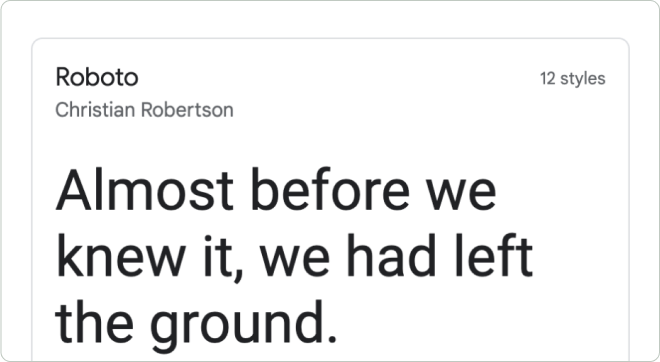 Roboto
12 styles
Christian Robertson
Almost before we
knew it, we had left
the ground.